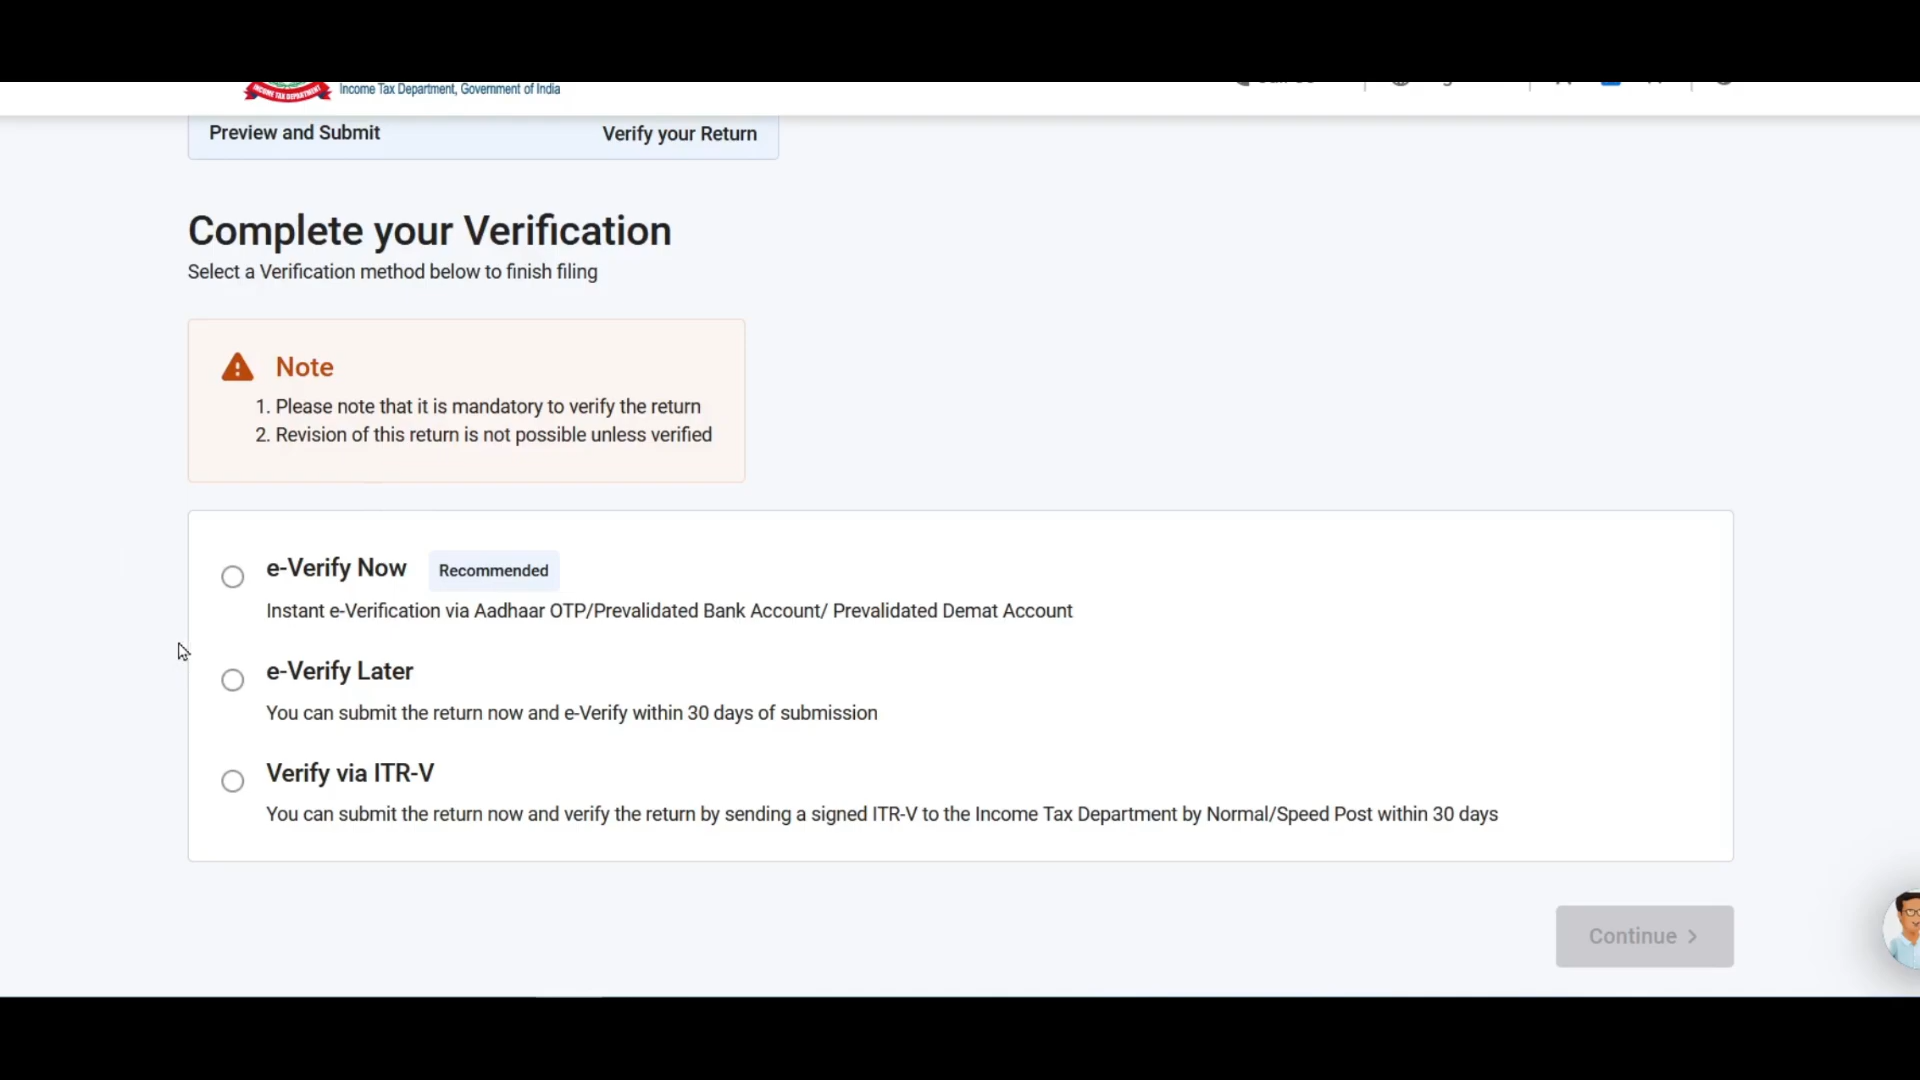 INCOME TAX DEPARTMENT
Income Tax Department, Government of India
Preview and Submit
Verify your Return
Complete your Verification
Select a Verification method below to finish filing
Note
1. Please note that it is mandatory to verify the return
2. Revision of this return is not possible unless verified
e-Verify Now Recommended
Instant e-Verification via Aadhaar OTP/Prevalidated Bank Account/ Prevalidated Demat Account
e-Verify Later
You can submit the return now and e-Verify within 30 days of submission
Verify via ITR-V
You can submit the return now and verify the return by sending a signed ITR-V to the Income Tax Department by Normal/Speed Post within 30 days
Continue >